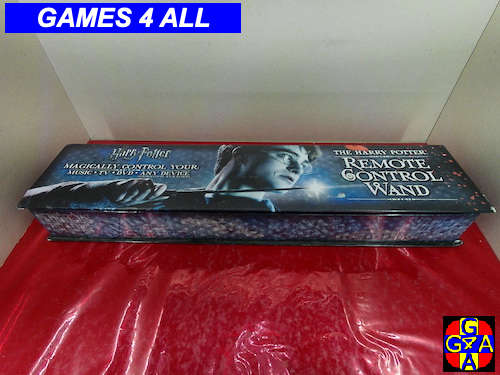 GAMES 4 ALL
Harry Potter
MAGICALLY CONTROL YOUR
MUSIC • TV • DVD • ANY DEVICE
THE HARRY POTTER
REMOTE
CONTROL
WAND
G
G X A
A